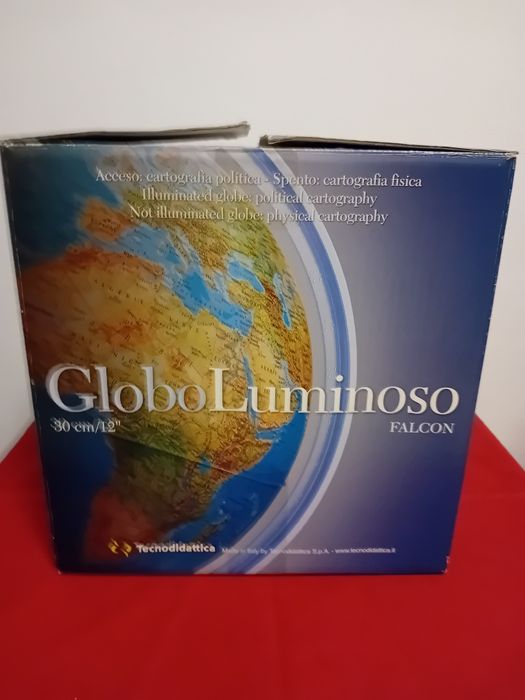 Acceso: cartografia politica - Spento: cartografia fisica
Illuminated globe: political cartography
Not illuminated globe: physical cartography
GloboLuminoso
30 cm/12"
FALCON
Tecnodidattica
Made in Italy by Tecnodidattica S.p.A. - www.tecnodidattica.it